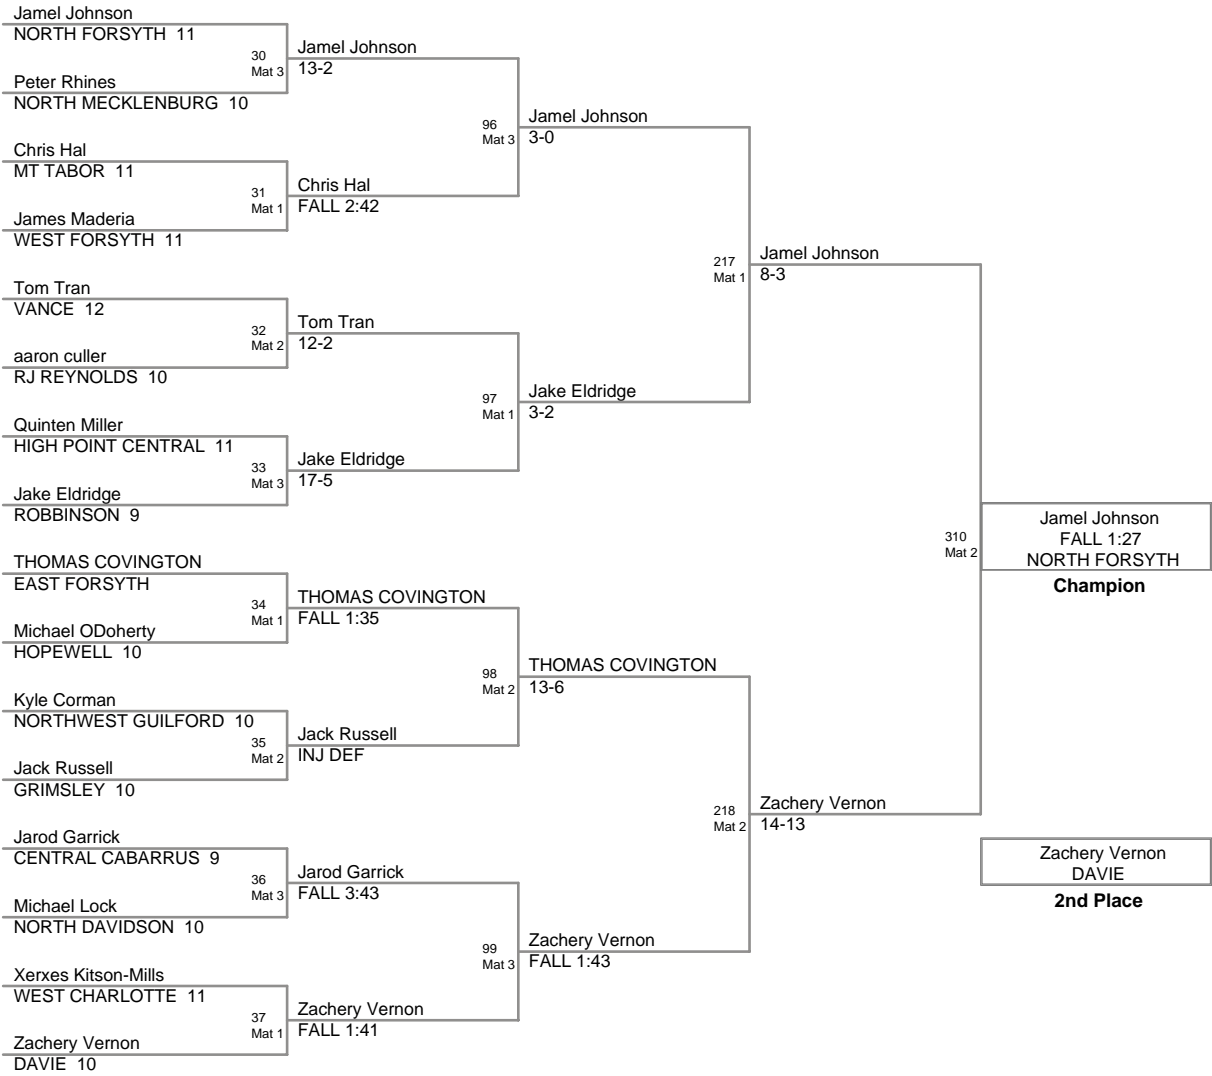 Jamel Johnson
NORTH FORSYTH 11
30
Mat 3
Peter Rhines
NORTH MECKLENBURG 10
Chris Hal
MT TABOR 11
31
Mat 1
James Maderia
WEST FORSYTH 11
Tom Tran
VANCE 12
32
Mat 2
aaron culler
RJ REYNOLDS 10
Quinten Miller
HIGH POINT CENTRAL 11
33
Mat 3
Jake Eldridge
ROBBINSON 9
THOMAS COVINGTON
EAST FORSYTH
34
Mat 1
Michael ODoherty
HOPEWELL 10
Kyle Corman
NORTHWEST GUILFORD 10
35
Mat 2
Jack Russell
GRIMSLEY 10
Jarod Garrick
CENTRAL CABARRUS 9
36
Mat 3
Michael Lock
NORTH DAVIDSON 10
Xerxes Kitson-Mills
WEST CHARLOTTE 11
37
Mat 1
Zachery Vernon
DAVIE 10
Jamel Johnson
13-2
96
Mat 3
Chris Hal
FALL 2:42
Tom Tran
12-2
97
Mat 1
Jake Eldridge
17-5
THOMAS COVINGTON
FALL 1:35
98
Mat 2
Jack Russell
INJ DEF
Jarod Garrick
FALL 3:43
99
Mat 3
Zachery Vernon
FALL 1:41
Jamel Johnson
3-0
217
Mat 1
Jake Eldridge
3-2
THOMAS COVINGTON
13-6
218
Mat 2
Zachery Vernon
FALL 1:43
Jamel Johnson
8-3
310
Mat 2
Zachery Vernon
14-13
Jamel Johnson
FALL 1:27
NORTH FORSYTH
Champion
Zachery Vernon
DAVIE
2nd Place